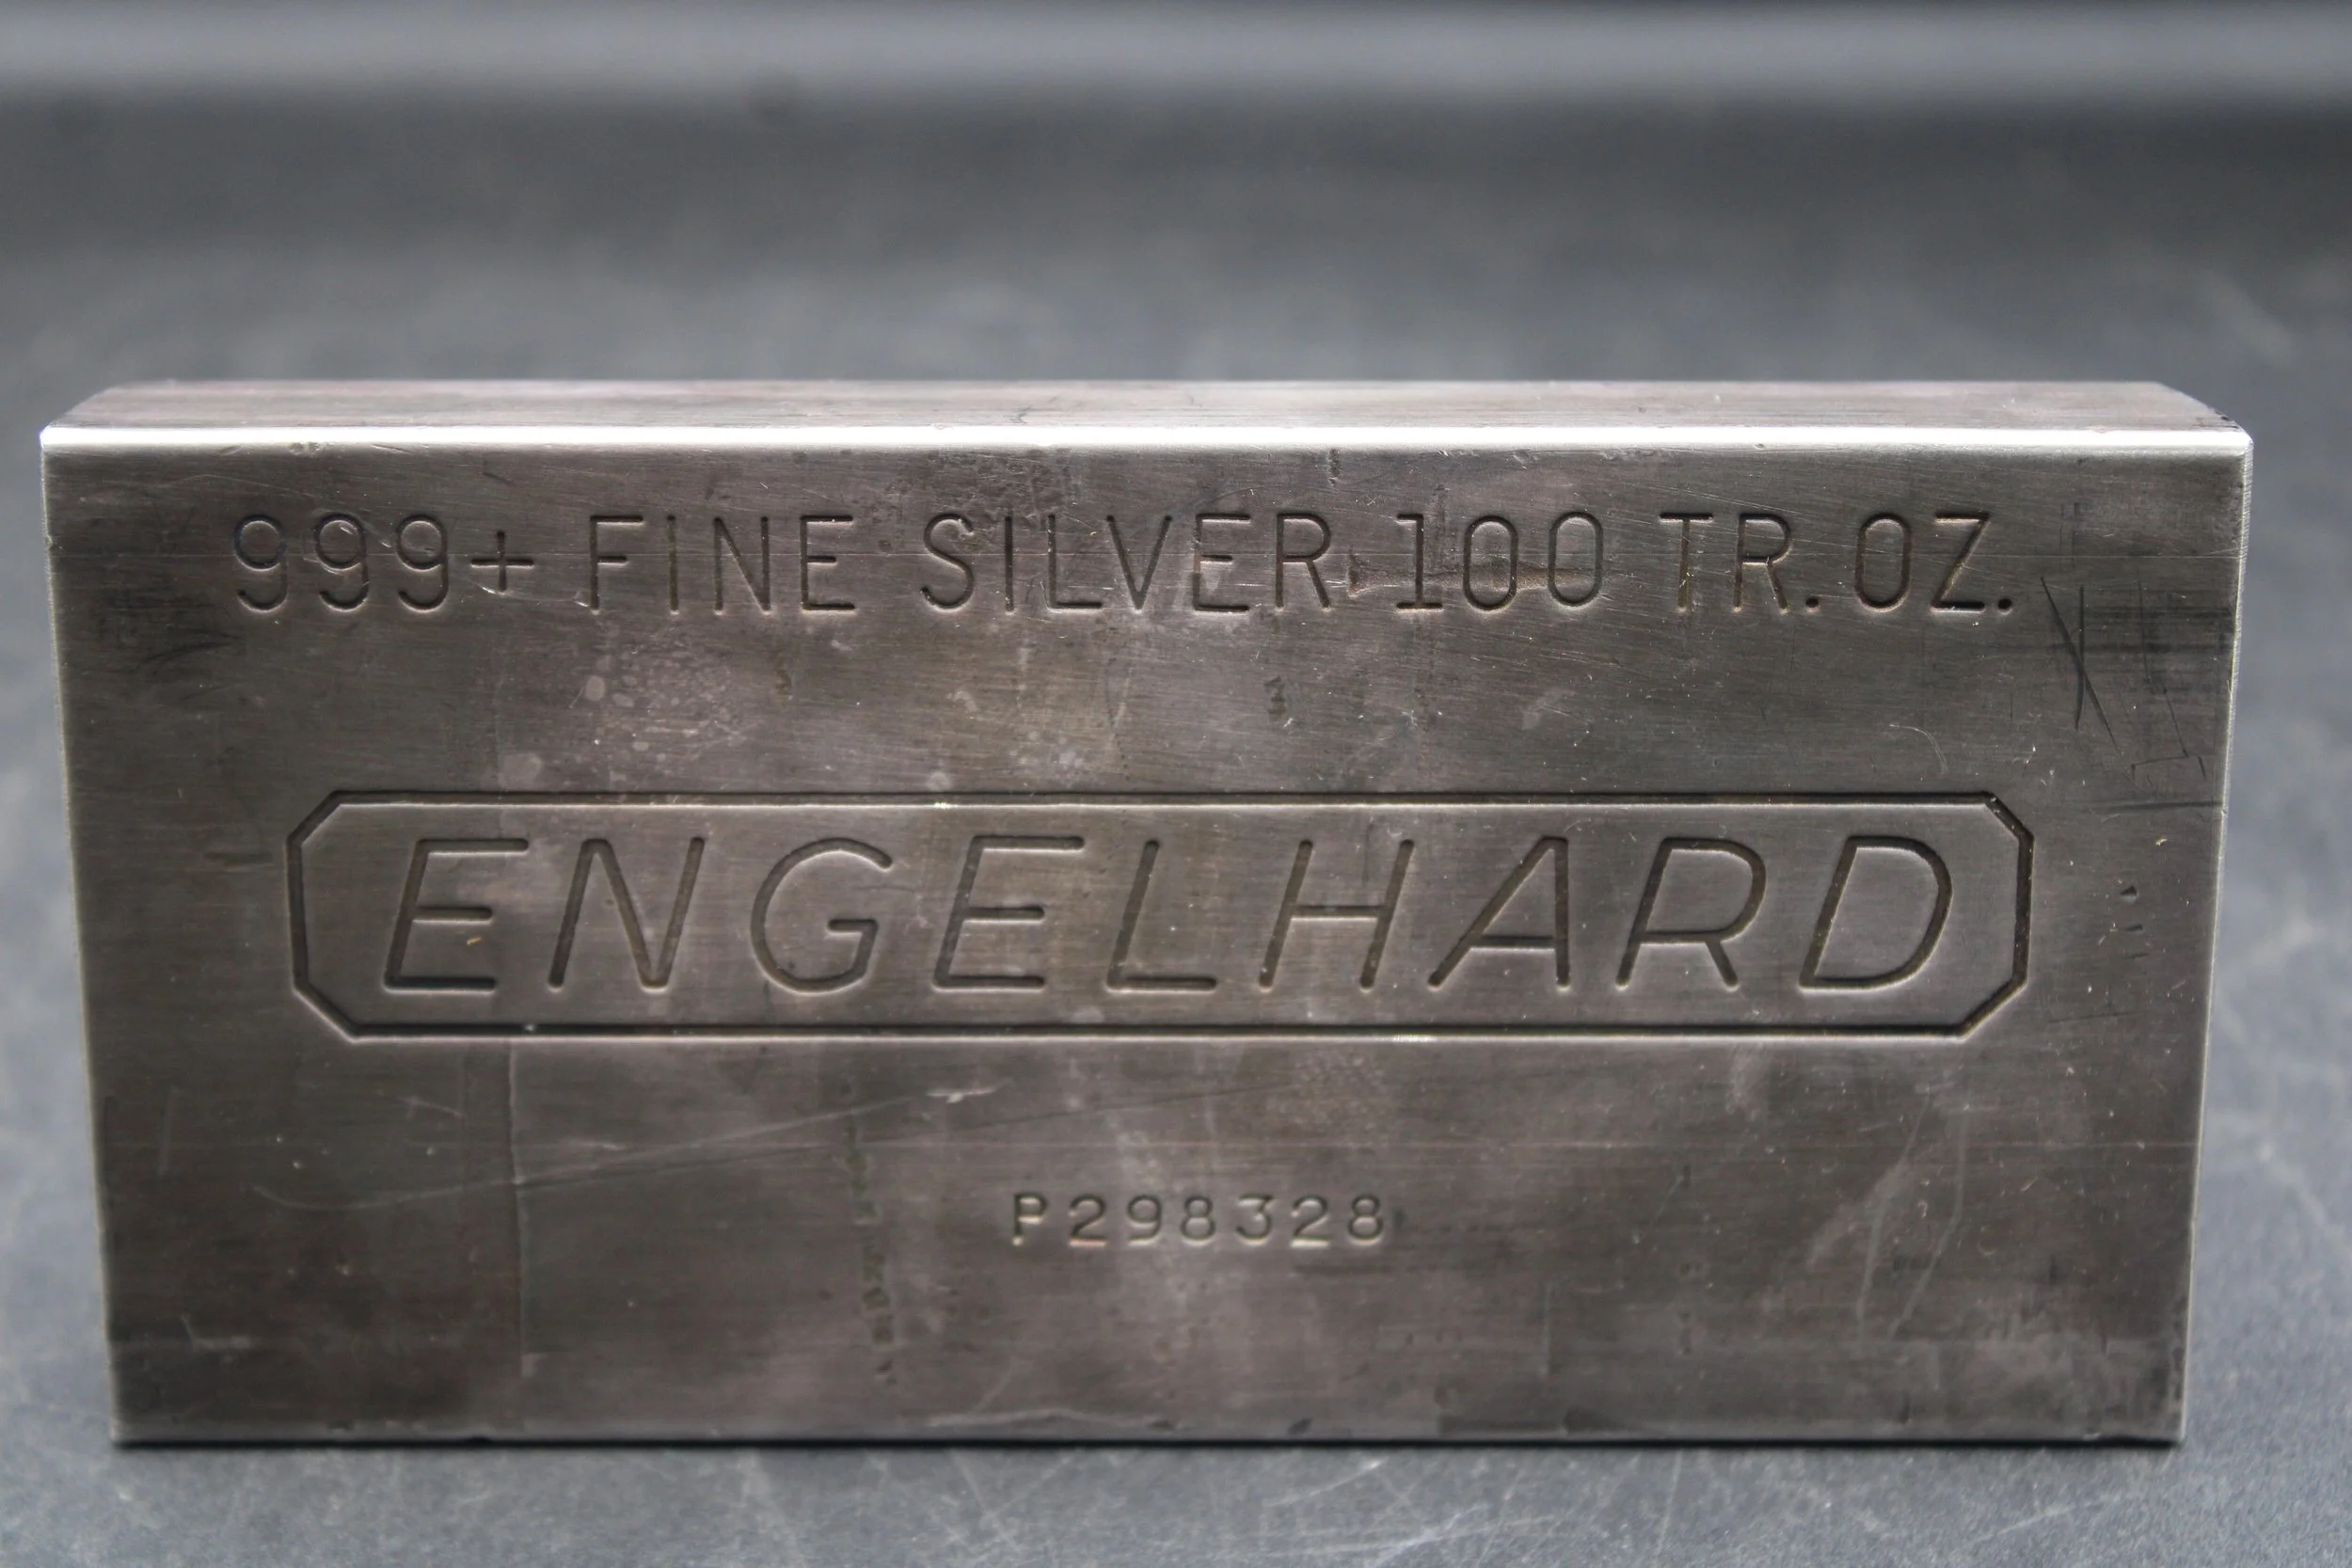 999+ FINE SILVER 100 TR.OZ.
ENGELHARD
P298328